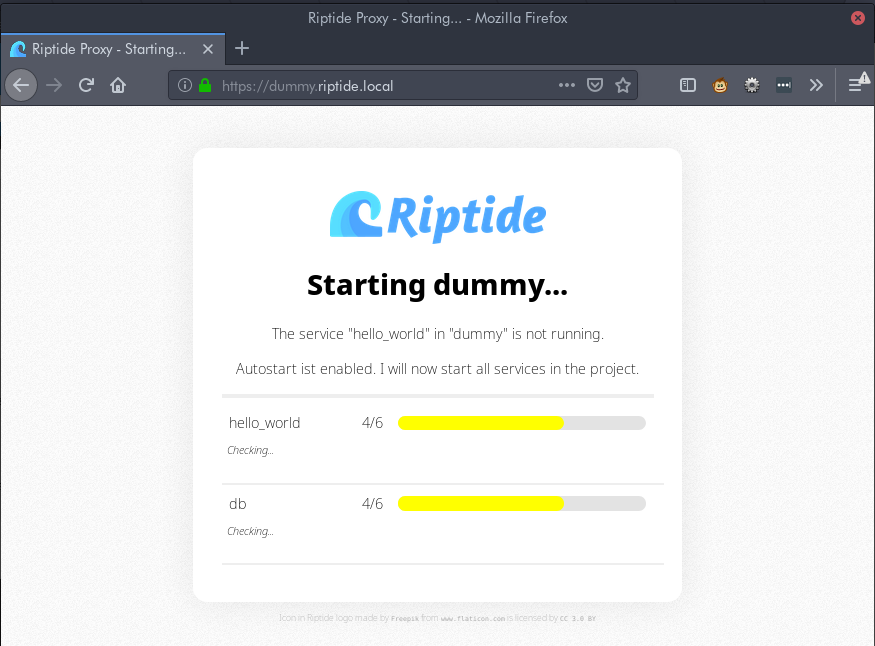 Riptide Proxy - Starting... - Mozilla Firefox
Riptide Proxy - Starting...
https://dummy.riptide.local
Riptide
Starting dummy...
The service "hello_world" in "dummy" is not running.
Autostart ist enabled. I will now start all services in the project.
hello_world 4/6
Checking...
db 4/6
Checking...
Icon in Riptide logo made by Freepik from www.flaticon.com is licensed by CC 3.0 BY